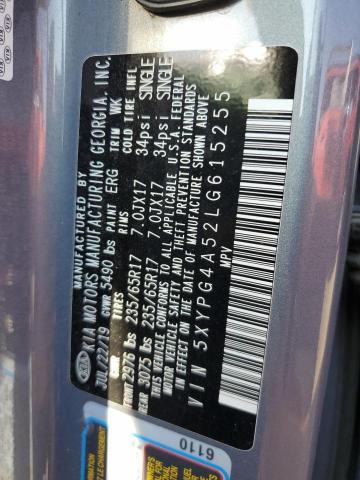 KIA
MANUFACTURED BY
KIA MOTORS MANUFACTURING GEORGIA, INC.
JUL/22/19 GVWR 5490 lbs PAINT ERG TRIM WK
GAWR TIRES RIMS COLD TIRE INFL
FRONT 2976 lbs 235/65R17 7.0JX17 34psi SINGLE
REAR 3075 lbs 235/65R17 7.0JX17 34psi SINGLE
THIS VEHICLE CONFORMS TO ALL APPLICABLE U.S.A. FEDERAL
MOTOR VEHICLE SAFETY AND THEFT PREVENTION STANDARDS
IN EFFECT ON THE DATE OF MANUFACTURE SHOWN ABOVE
VIN 5XYPG4A52LG615255
MPV
6110